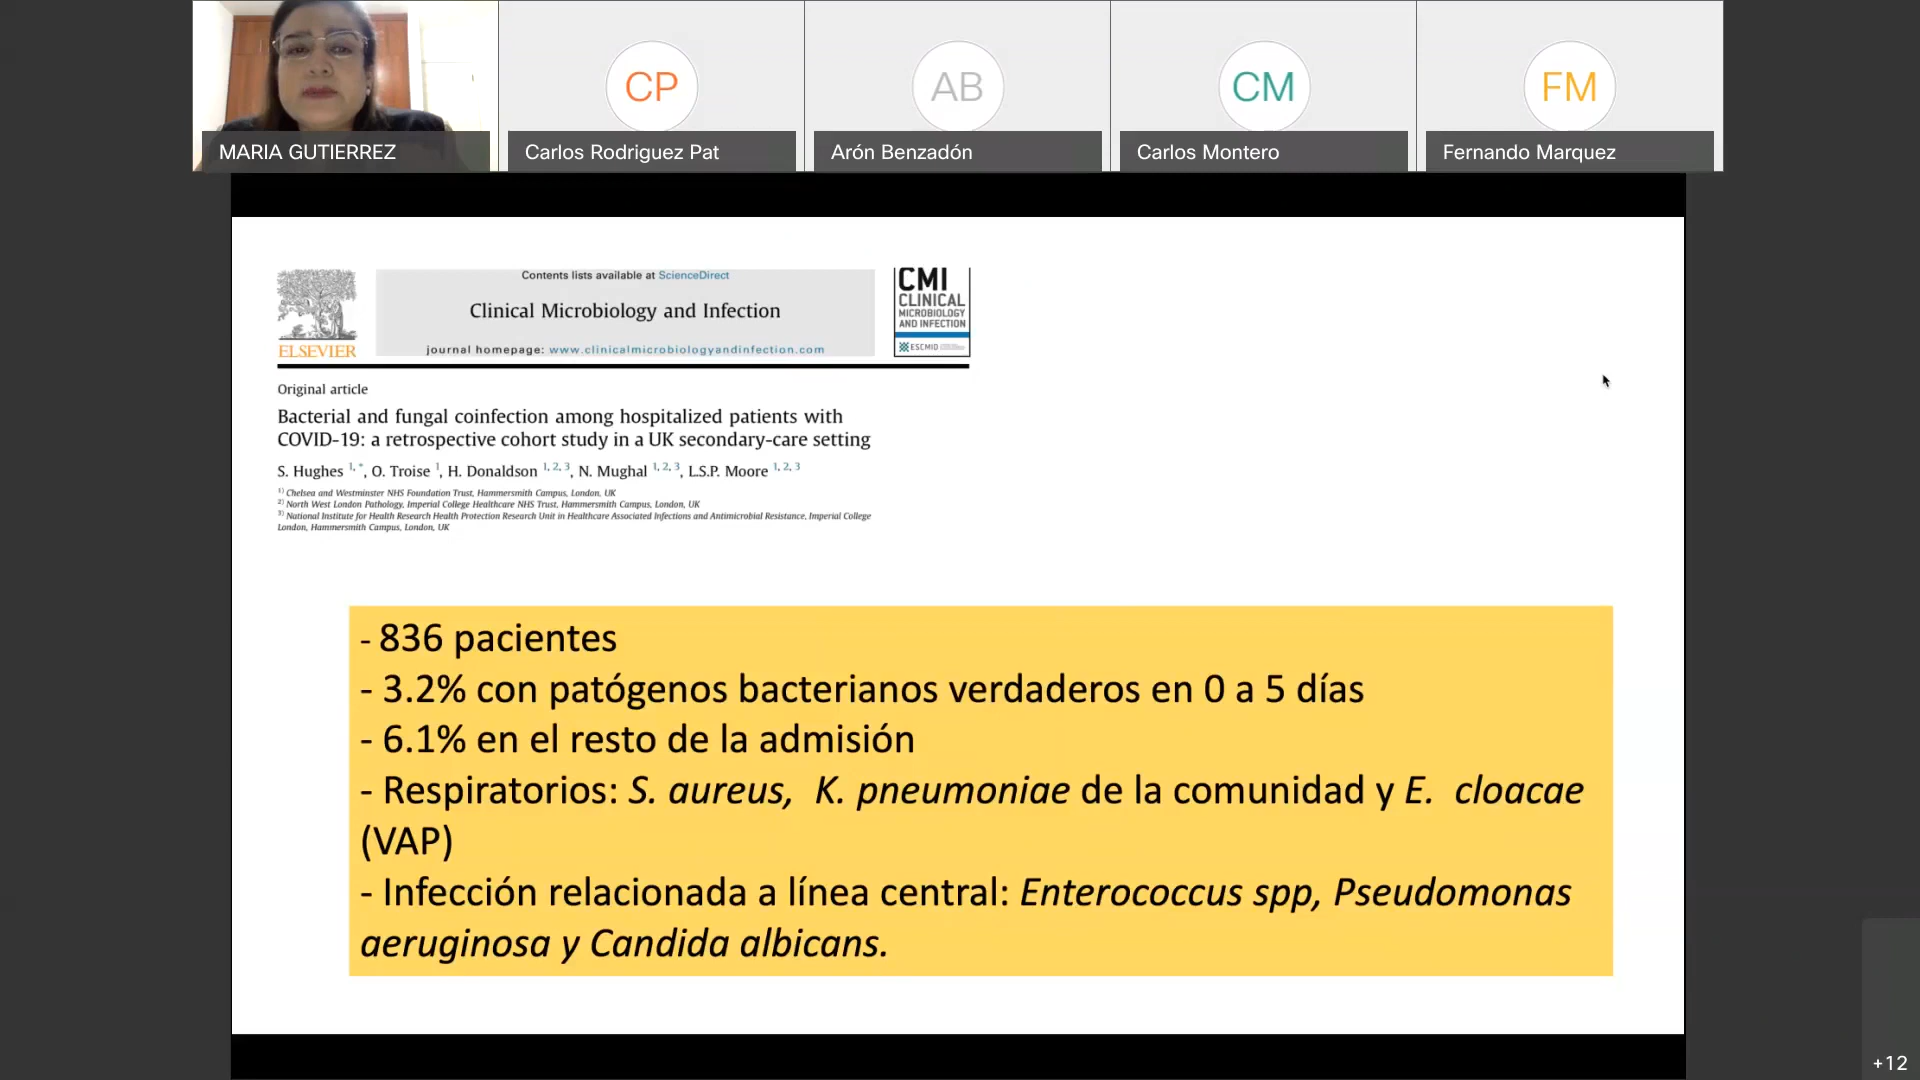 CP
AB
CM
FM
MARIA GUTIERREZ
Carlos Rodriguez Pat
Arón Benzadón
Carlos Montero
Fernando Marquez
ELSEVIER
Contents lists available at ScienceDirect
Clinical Microbiology and Infection
journal homepage: www.clinicalmicrobiologyandinfection.com
CMI
CLINICAL
MICROBIOLOGY
AND INFECTION
ESCMID
Original article
Bacterial and fungal coinfection among hospitalized patients with
COVID-19: a retrospective cohort study in a UK secondary-care setting
S. Hughes 1, *, O. Troise 1, H. Donaldson 1, 2, 3, N. Mughal 1, 2, 3, L.S.P. Moore 1, 2, 3
1) Chelsea and Westminster NHS Foundation Trust, Hammersmith Campus, London, UK
2) North West London Pathology, Imperial College Healthcare NHS Trust, Hammersmith Campus, London, UK
3) National Institute for Health Research Health Protection Research Unit in Healthcare Associated Infections and Antimicrobial Resistance, Imperial College
London, Hammersmith Campus, London, UK
- 836 pacientes
- 3.2% con patógenos bacterianos verdaderos en 0 a 5 días
- 6.1% en el resto de la admisión
- Respiratorios: S. aureus, K. pneumoniae de la comunidad y E. cloacae
(VAP)
- Infección relacionada a línea central: Enterococcus spp, Pseudomonas
aeruginosa y Candida albicans.
+12